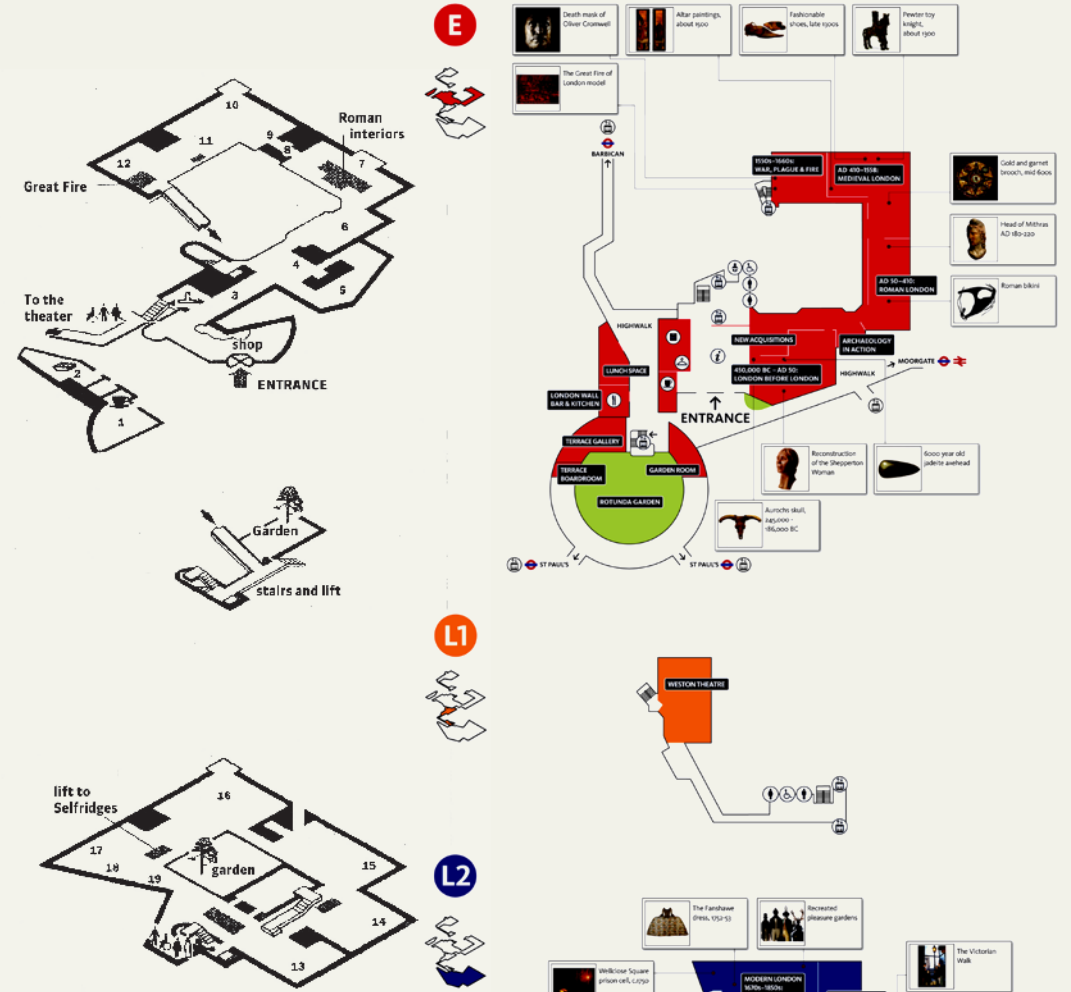 E
Death mask of
Oliver Cromwell
Altar paintings,
about 1500
Fashionable
shoes, late 1300s
Pewter toy
knight,
about 1300
The Great Fire of
London model
10
Roman
interiors
9
11
8
12
7
Great Fire
6
4
5
3
To the
theater
shop
ENTRANCE
2
1
BARBICAN
1550s–1660s:
WAR, PLAGUE & FIRE
AD 410–1558:
MEDIEVAL LONDON
Gold and garnet
brooch, mid 600s
Head of Mithras
AD 180-220
AD 50–410:
ROMAN LONDON
Roman bikini
HIGHWALK
NEW ACQUISITIONS
ARCHAEOLOGY
IN ACTION
LUNCH SPACE
450,000 BC – AD 50:
LONDON BEFORE LONDON
HIGHWALK
MOORGATE
LONDON WALL
BAR & KITCHEN
ENTRANCE
TERRACE GALLERY
TERRACE
BOARDROOM
GARDEN ROOM
ROTUNDA GARDEN
Reconstruction
of the Shepperton
Woman
6000 year old
jadeite axehead
Aurochs skull,
245,000 -
186,000 BC
ST PAUL'S
ST PAUL'S
Garden
stairs and lift
L1
WESTON THEATRE
lift to
Selfridges
16
17
18
19
garden
15
14
13
L2
The Fanshawe
dress, 1752-53
Recreated
pleasure gardens
Wellclose Square
prison cell, c.1750
MODERN LONDON
1670s–1850s:
The Victorian
Walk